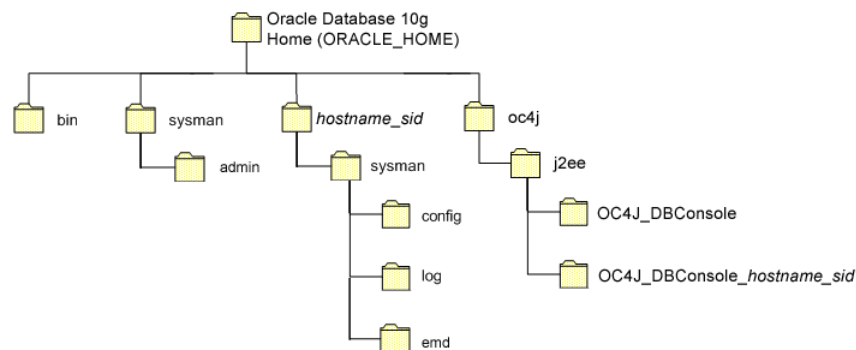 Oracle Database 10g
Home (ORACLE_HOME)
bin
sysman
hostname_sid
oc4j
admin
sysman
j2ee
config
OC4J_DBConsole
log
OC4J_DBConsole_hostname_sid
emd